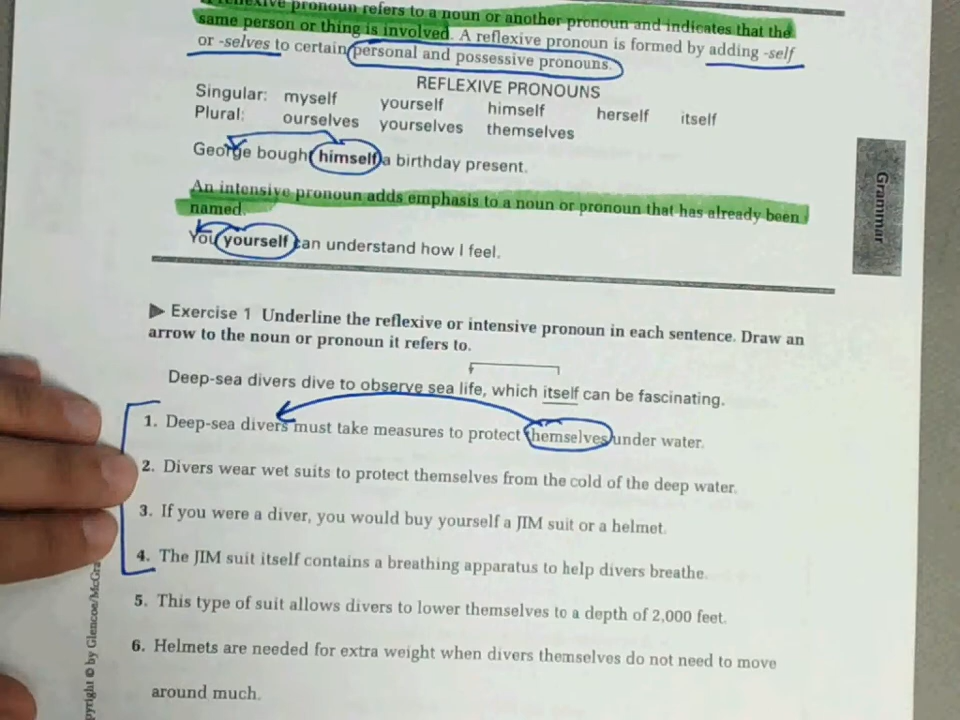 reflexive pronoun refers to a noun or another pronoun and indicates that the
same person or thing is involved. A reflexive pronoun is formed by adding -self
or -selves to certain personal and possessive pronouns.
REFLEXIVE PRONOUNS
Singular: myself yourself himself herself itself
Plural: ourselves yourselves themselves
George bought himself a birthday present.
An intensive pronoun adds emphasis to a noun or pronoun that has already been
named.
You yourself can understand how I feel.
Grammar
▶ Exercise 1 Underline the reflexive or intensive pronoun in each sentence. Draw an
arrow to the noun or pronoun it refers to.
Deep-sea divers dive to observe sea life, which itself can be fascinating.
1. Deep-sea divers must take measures to protect themselves under water.
2. Divers wear wet suits to protect themselves from the cold of the deep water.
3. If you were a diver, you would buy yourself a JIM suit or a helmet.
4. The JIM suit itself contains a breathing apparatus to help divers breathe.
5. This type of suit allows divers to lower themselves to a depth of 2,000 feet.
6. Helmets are needed for extra weight when divers themselves do not need to move
around much.
pyright © by Glencoe/McGra